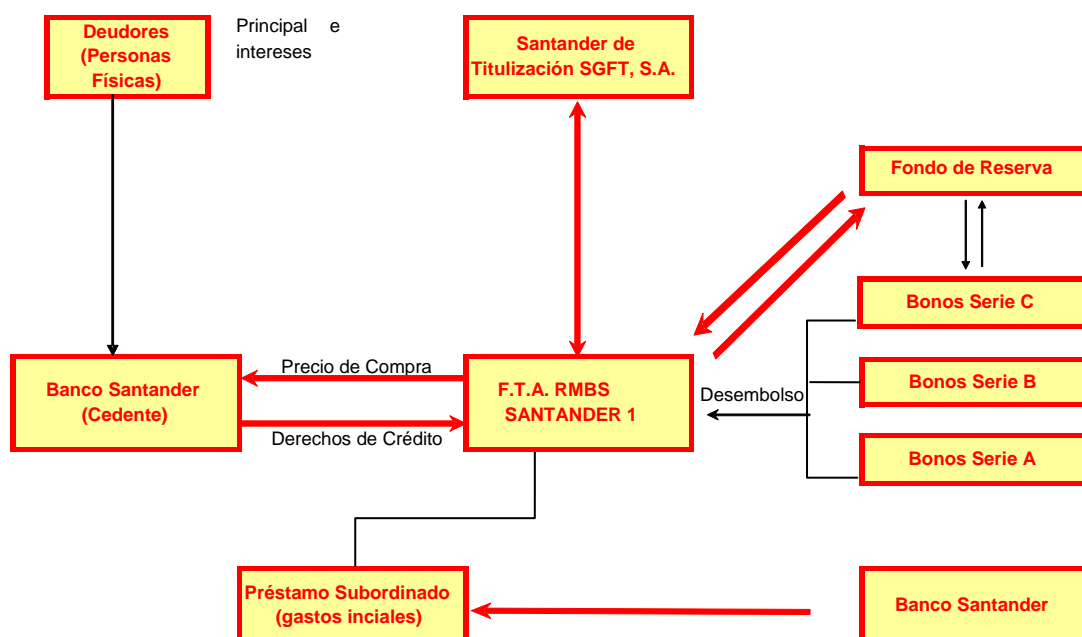 Deudores
(Personas
Físicas)
Principal e
intereses
Santander de
Titulización SGFT, S.A.
Fondo de Reserva
Bonos Serie C
Banco Santander
(Cedente)
Precio de Compra
Derechos de Crédito
F.T.A. RMBS
SANTANDER 1
Desembolso
Bonos Serie B
Bonos Serie A
Préstamo Subordinado
(gastos inciales)
Banco Santander